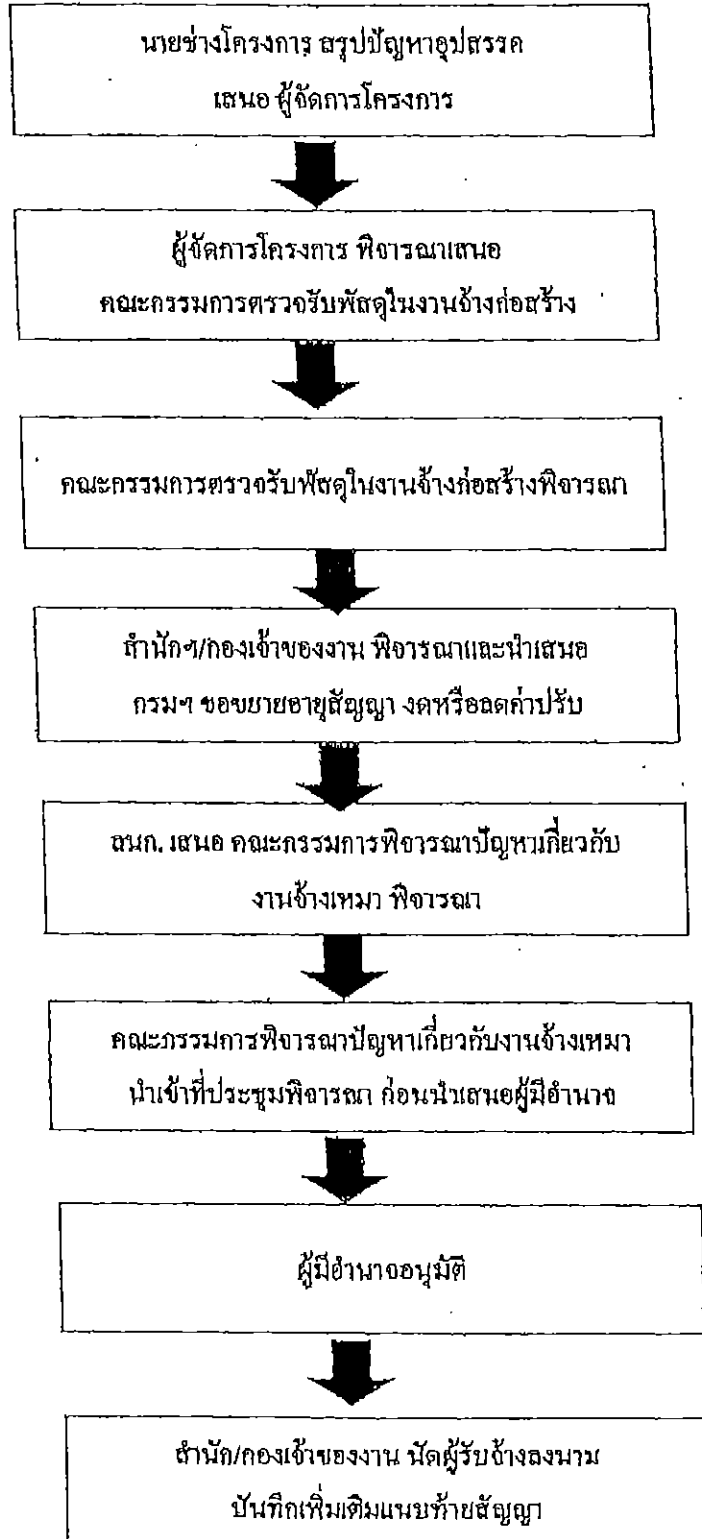 นายช่างโครงการ สรุปปัญหาอุปสรรค
เสนอ ผู้จัดการโครงการ
ผู้จัดการโครงการ พิจารณาเสนอ
คณะกรรมการตรวจรับพัสดุในงานจ้างก่อสร้าง
คณะกรรมการตรวจรับพัสดุในงานจ้างก่อสร้างพิจารณา
สำนักฯ/กองเจ้าของงาน พิจารณาและนำเสนอ
กรมฯ ขอขยายอายุสัญญา งดหรือลดค่าปรับ
สนก. เสนอ คณะกรรมการพิจารณาปัญหาเกี่ยวกับ
งานจ้างเหมา พิจารณา
คณะกรรมการพิจารณาปัญหาเกี่ยวกับงานจ้างเหมา
นำเข้าที่ประชุมพิจารณา ก่อนนำเสนอผู้มีอำนาจ
ผู้มีอำนาจอนุมัติ
สำนัก/กองเจ้าของงาน นัดผู้รับจ้างลงนาม
บันทึกเพิ่มเติมแนบท้ายสัญญา